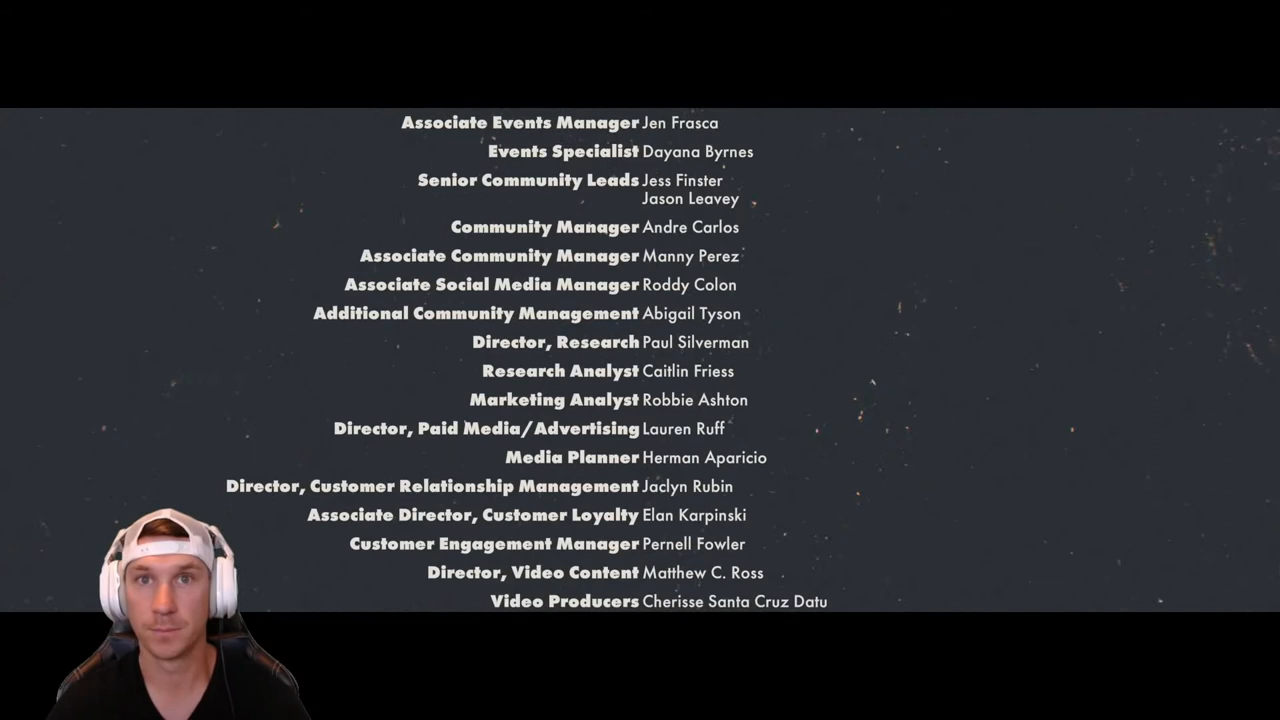 Associate Events Manager Jen Frasca
Events Specialist Dayana Byrnes
Senior Community Leads Jess Finster
Jason Leavey
Community Manager Andre Carlos
Associate Community Manager Manny Perez
Associate Social Media Manager Roddy Colon
Additional Community Management Abigail Tyson
Director, Research Paul Silverman
Research Analyst Caitlin Friess
Marketing Analyst Robbie Ashton
Director, Paid Media/Advertising Lauren Ruff
Media Planner Herman Aparicio
Director, Customer Relationship Management Jaclyn Rubin
Associate Director, Customer Loyalty Elan Karpinski
Customer Engagement Manager Pernell Fowler
Director, Video Content Matthew C. Ross
Video Producers Cherisse Santa Cruz Datu